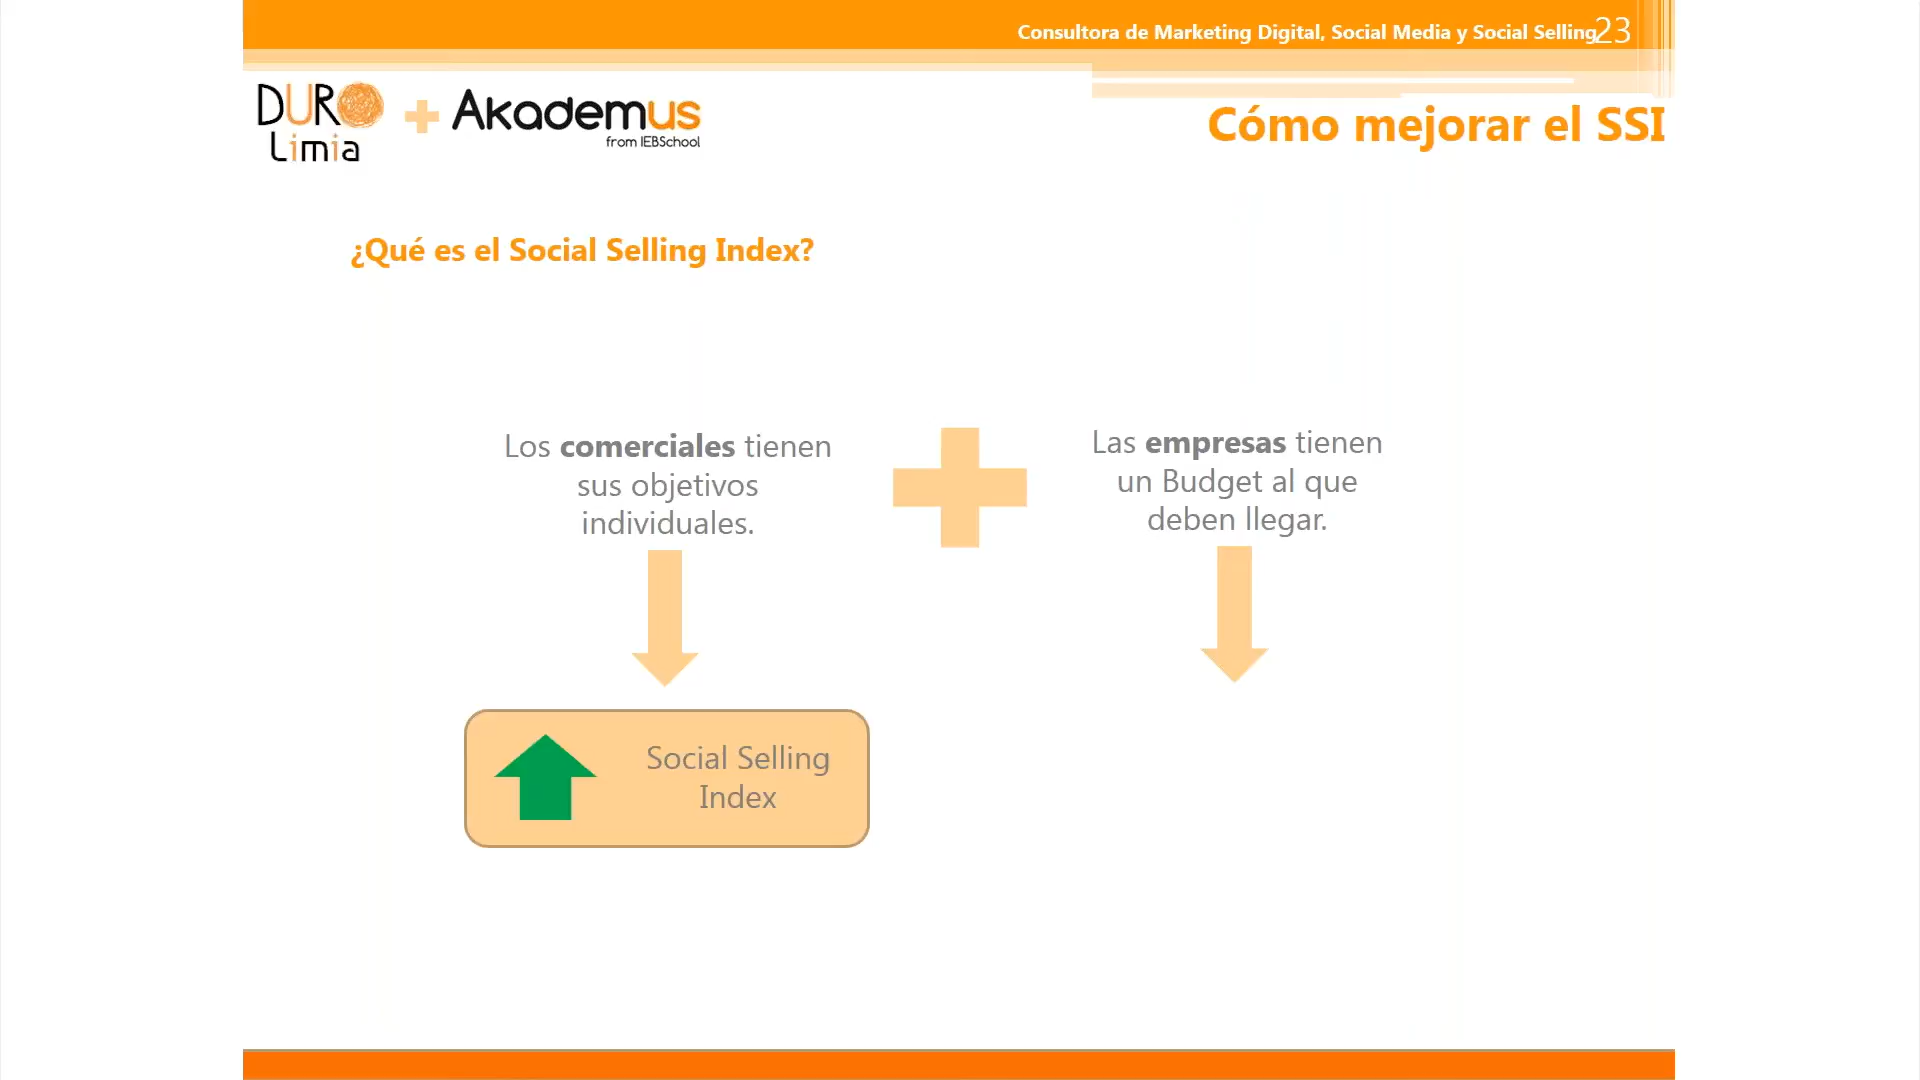 Consultora de Marketing Digital, Social Media y Social Selling
23
DURO
Limia
Akademus
from IEBSchool
Cómo mejorar el SSI
¿Qué es el Social Selling Index?
Los comerciales tienen
sus objetivos
individuales.
Las empresas tienen
un Budget al que
deben llegar.
Social Selling
Index